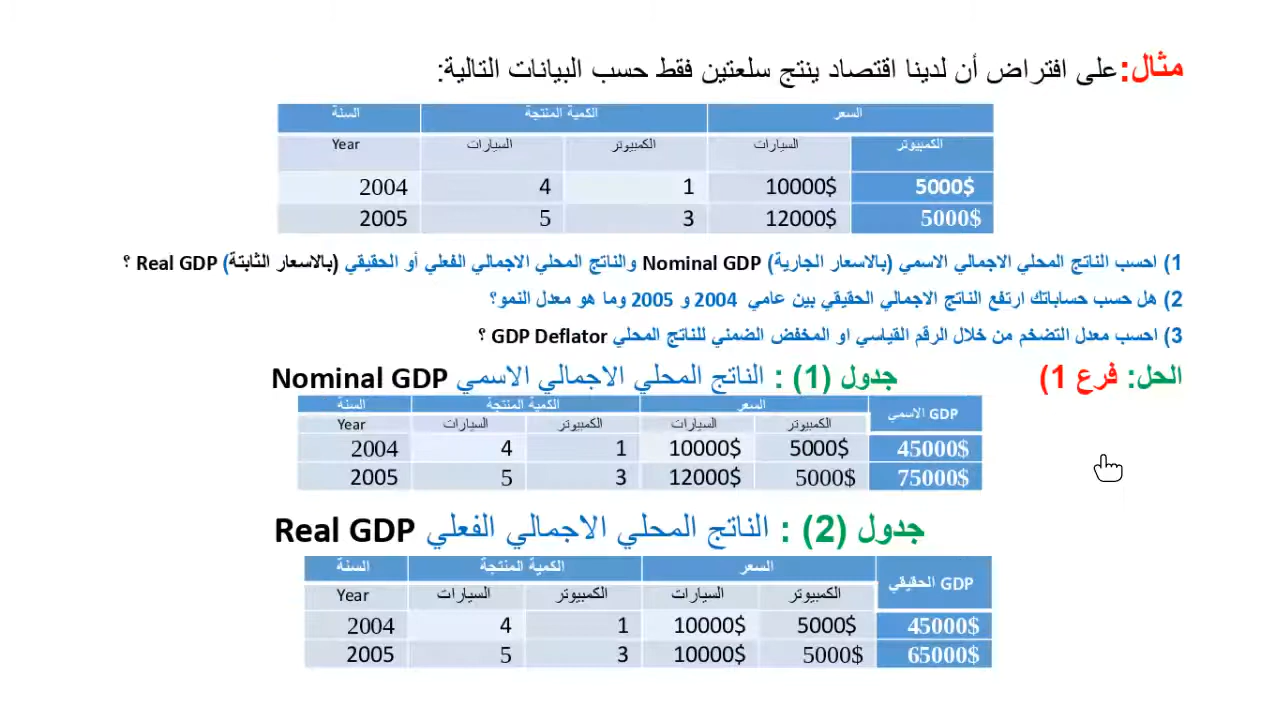 مثال: على افتراض أن لدينا اقتصاد ينتج سلعتين فقط حسب البيانات التالية:
السنة الكمية المنتجة السعر
Year السيارات الكمبيوتر السيارات الكمبيوتر
2004 4 1 10000$ 5000$
2005 5 3 12000$ 5000$
1) احسب الناتج المحلي الاجمالي الاسمي (بالاسعار الجارية) Nominal GDP والناتج المحلي الاجمالي الفعلي أو الحقيقي (بالاسعار الثابتة) Real GDP ؟
2) هل حسب حساباتك ارتفع الناتج الاجمالي الحقيقي بين عامي 2004 و 2005 وما هو معدل النمو؟
3) احسب معدل التضخم من خلال الرقم القياسي او المخفض الضمني للناتج المحلي GDP Deflator ؟
الحل: فرع 1) جدول (1) : الناتج المحلي الاجمالي الاسمي Nominal GDP
السنة الكمية المنتجة السعر GDP الاسمي
Year السيارات الكمبيوتر السيارات الكمبيوتر
2004 4 1 10000$ 5000$ 45000$
2005 5 3 12000$ 5000$ 75000$
جدول (2) : الناتج المحلي الاجمالي الفعلي Real GDP
السنة الكمية المنتجة السعر GDP الحقيقي
Year السيارات الكمبيوتر السيارات الكمبيوتر
2004 4 1 10000$ 5000$ 45000$
2005 5 3 10000$ 5000$ 65000$